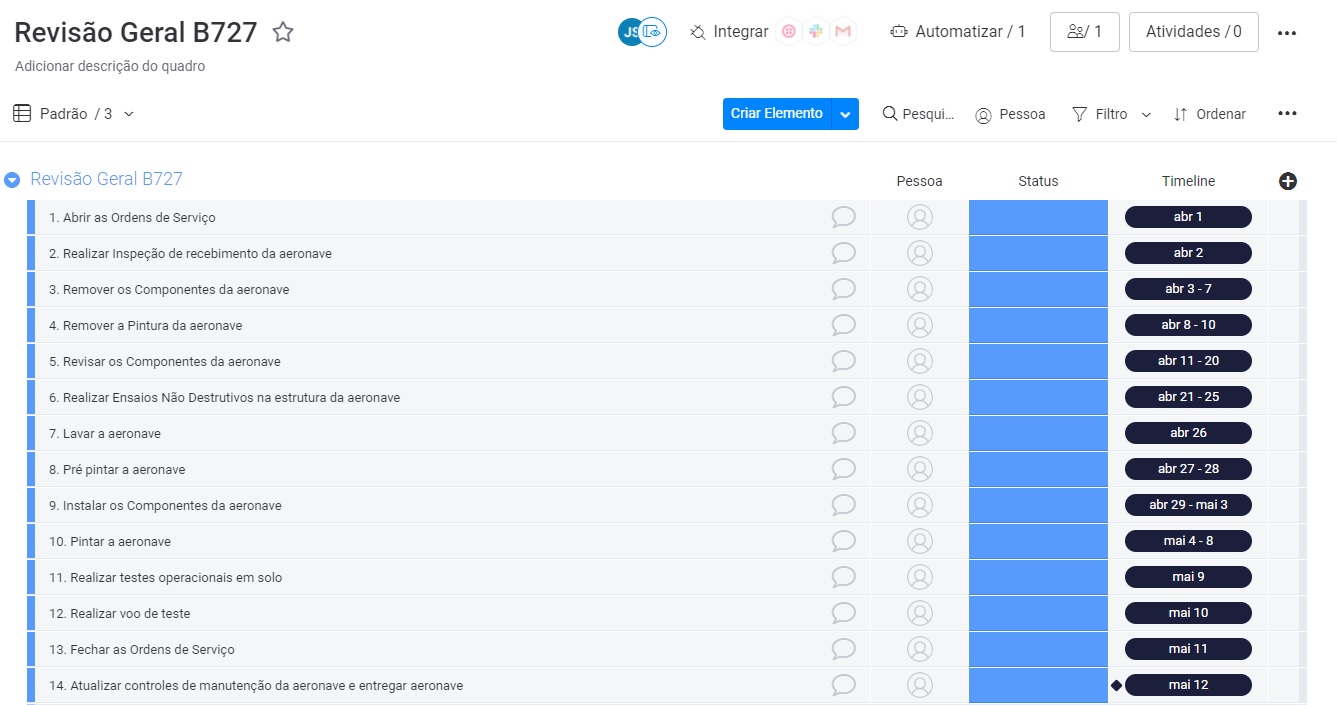 Revisão Geral B727
JS
Integrar
Automatizar / 1
/ 1
Atividades / 0
Adicionar descrição do quadro
Padrão / 3
Criar Elemento
Pesqui...
Pessoa
Filtro
Ordenar
Revisão Geral B727
Pessoa Status Timeline
1. Abrir as Ordens de Serviço abr 1
2. Realizar Inspeção de recebimento da aeronave abr 2
3. Remover os Componentes da aeronave abr 3 - 7
4. Remover a Pintura da aeronave abr 8 - 10
5. Revisar os Componentes da aeronave abr 11 - 20
6. Realizar Ensaios Não Destrutivos na estrutura da aeronave abr 21 - 25
7. Lavar a aeronave abr 26
8. Pré pintar a aeronave abr 27 - 28
9. Instalar os Componentes da aeronave abr 29 - mai 3
10. Pintar a aeronave mai 4 - 8
11. Realizar testes operacionais em solo mai 9
12. Realizar voo de teste mai 10
13. Fechar as Ordens de Serviço mai 11
14. Atualizar controles de manutenção da aeronave e entregar aeronave mai 12